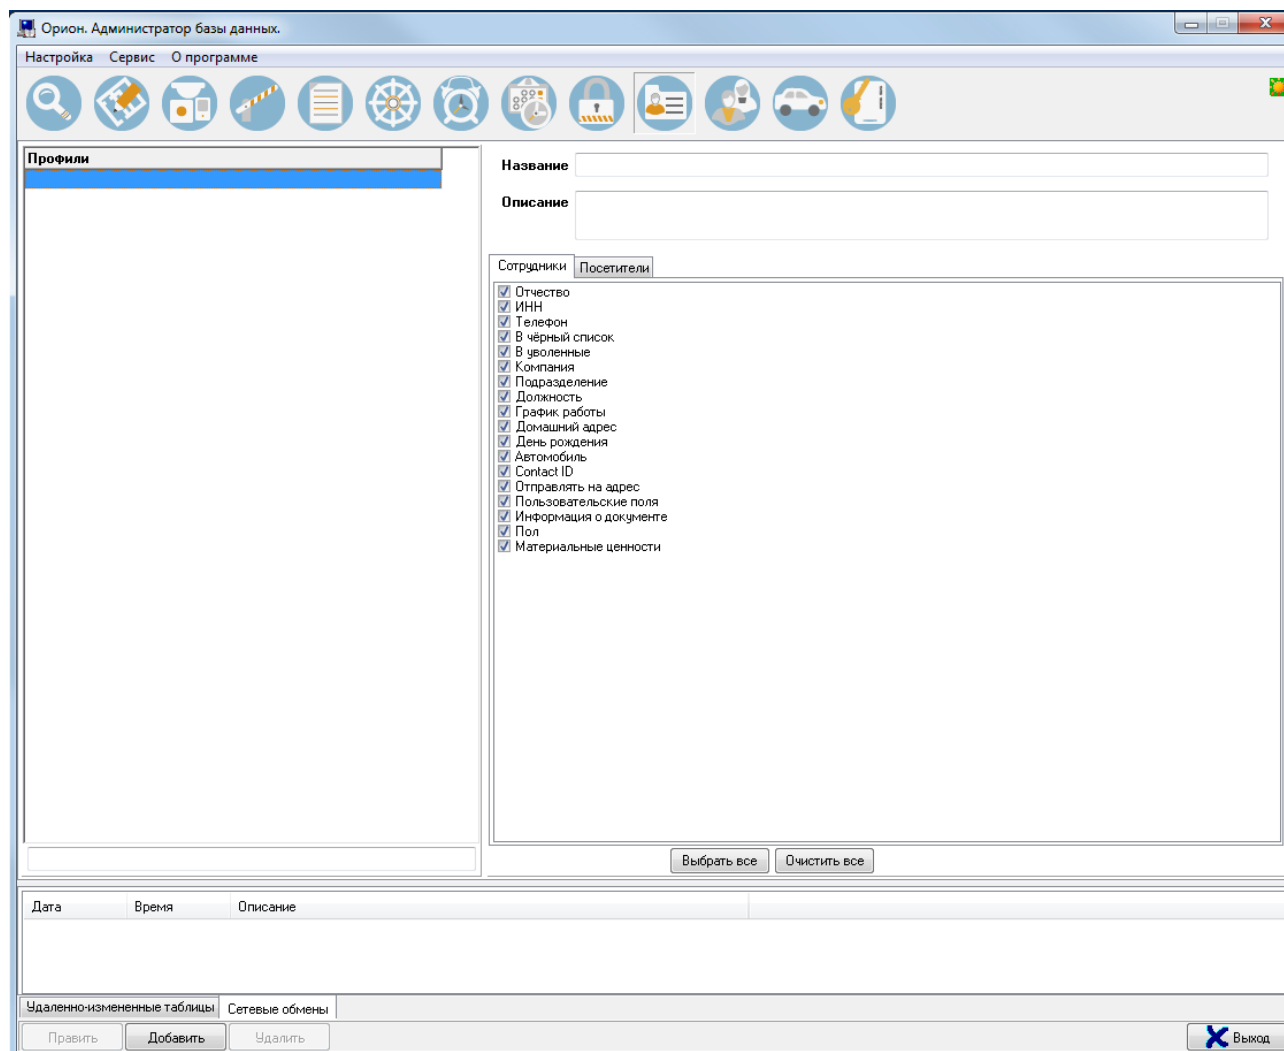 Орион. Администратор базы данных.
Настройка Сервис О программе
Профили
Название
Описание
Сотрудники Посетители
Отчество
ИНН
Телефон
В чёрный список
В уволенные
Компания
Подразделение
Должность
График работы
Домашний адрес
День рождения
Автомобиль
Contact ID
Отправлять на адрес
Пользовательские поля
Информация о документе
Пол
Материальные ценности
Выбрать все Очистить все
Дата Время Описание
Удаленно-измененные таблицы Сетевые обмены
Править Добавить Удалить Выход